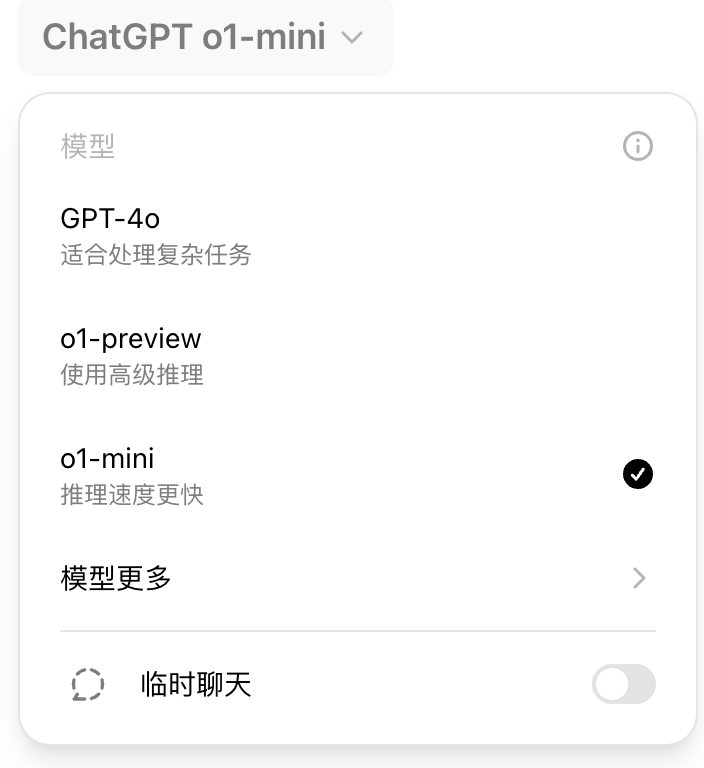 ChatGPT o1-mini
模型
GPT-4o
适合处理复杂任务
o1-preview
使用高级推理
o1-mini
推理速度更快
模型更多
临时聊天